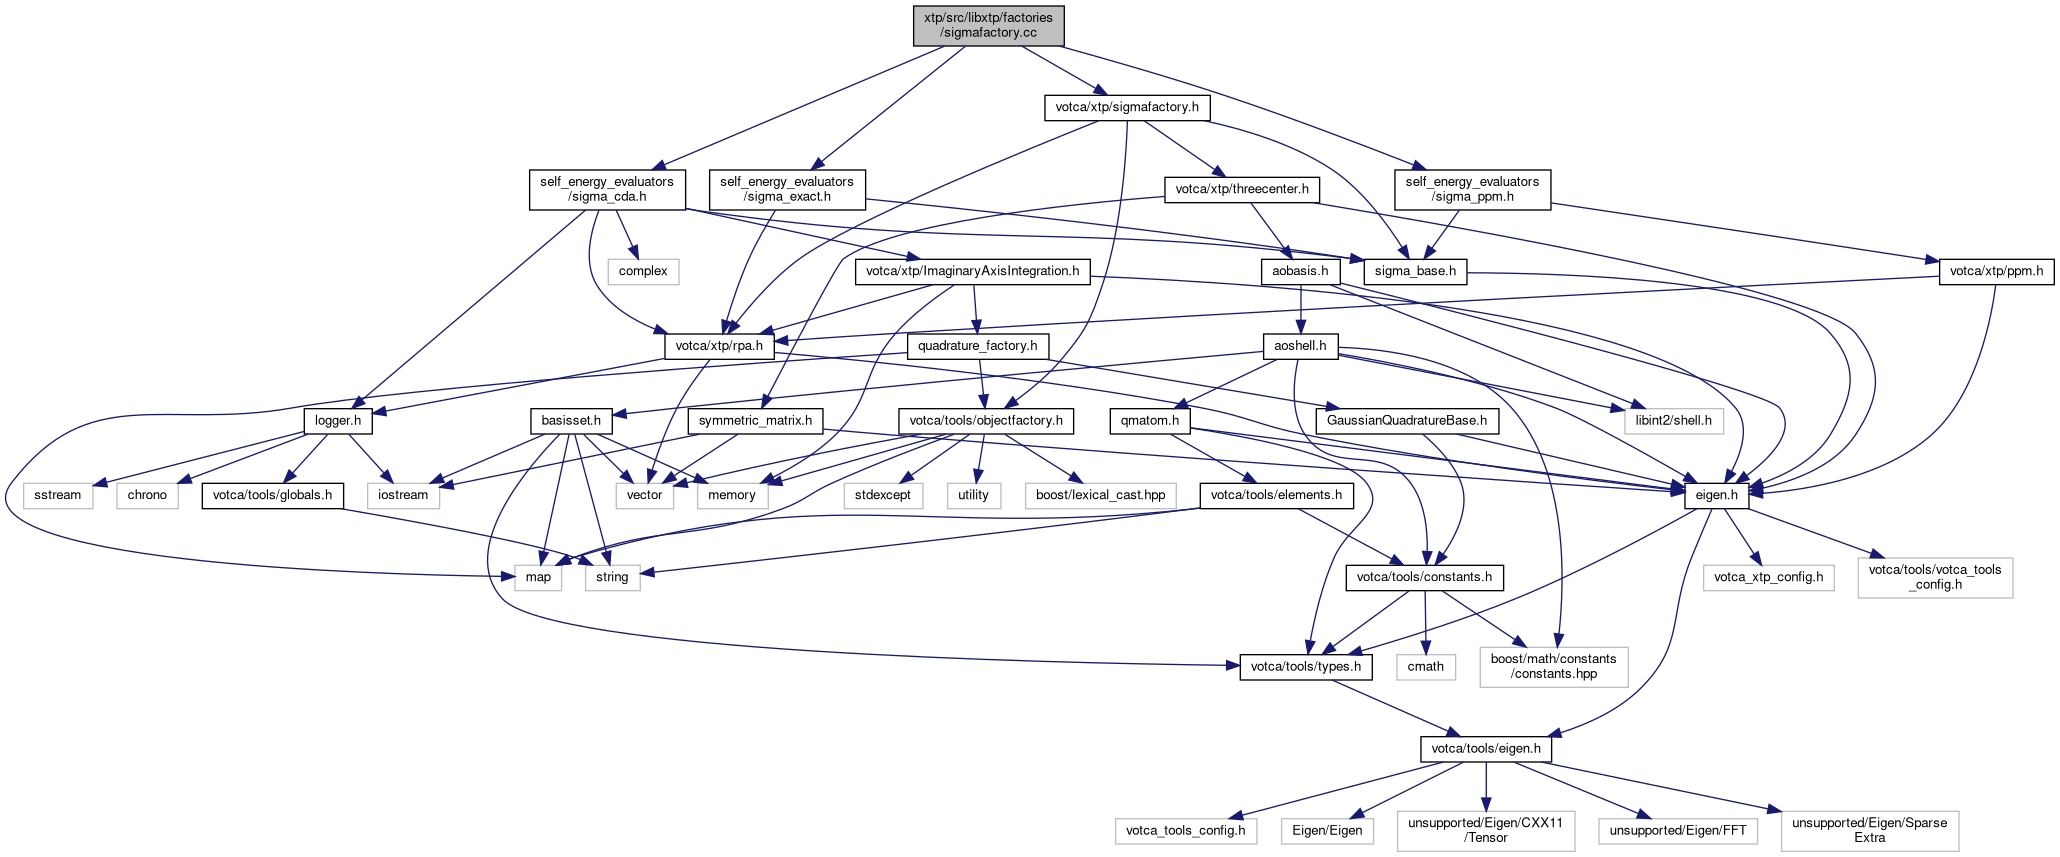 xtp/src/libxtp/factories
/sigmafactory.cc
votca/xtp/sigmafactory.h
self_energy_evaluators
/sigma_cda.h
self_energy_evaluators
/sigma_exact.h
votca/xtp/threecenter.h
self_energy_evaluators
/sigma_ppm.h
complex
votca/xtp/ImaginaryAxisIntegration.h
aobasis.h
sigma_base.h
votca/xtp/ppm.h
votca/xtp/rpa.h
quadrature_factory.h
aoshell.h
logger.h
basisset.h
symmetric_matrix.h
votca/tools/objectfactory.h
qmatom.h
GaussianQuadratureBase.h
libint2/shell.h
sstream
chrono
votca/tools/globals.h
iostream
vector
memory
stdexcept
utility
boost/lexical_cast.hpp
votca/tools/elements.h
eigen.h
map
string
votca/tools/constants.h
votca_xtp_config.h
votca/tools/votca_tools
_config.h
votca/tools/types.h
cmath
boost/math/constants
/constants.hpp
votca/tools/eigen.h
votca_tools_config.h
Eigen/Eigen
unsupported/Eigen/CXX11
/Tensor
unsupported/Eigen/FFT
unsupported/Eigen/Sparse
Extra